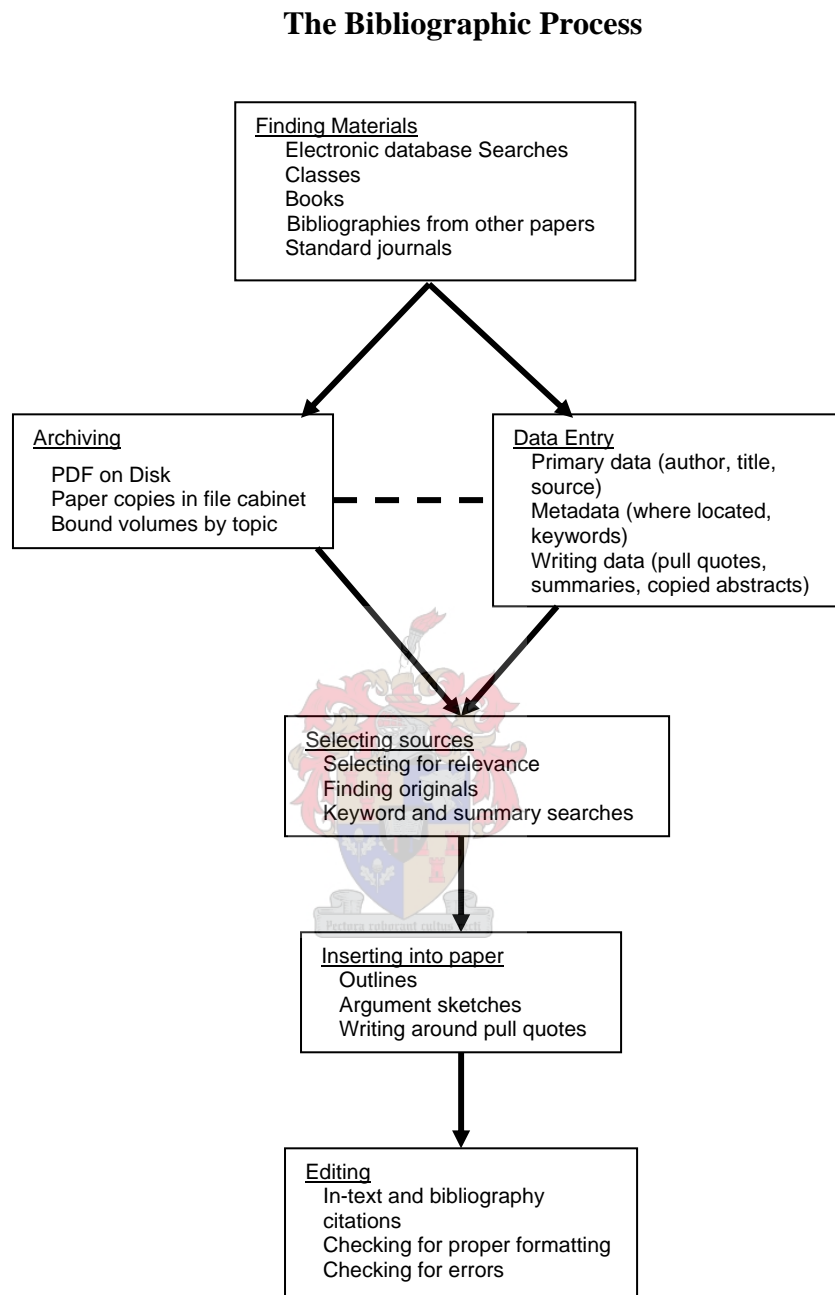 The Bibliographic Process
Finding Materials
Electronic database Searches
Classes
Books
Bibliographies from other papers
Standard journals
Archiving
PDF on Disk
Paper copies in file cabinet
Bound volumes by topic
Data Entry
Primary data (author, title,
source)
Metadata (where located,
keywords)
Writing data (pull quotes,
summaries, copied abstracts)
Selecting sources
Selecting for relevance
Finding originals
Keyword and summary searches
Pectora roborant cultus recti
Inserting into paper
Outlines
Argument sketches
Writing around pull quotes
Editing
In-text and bibliography
citations
Checking for proper formatting
Checking for errors